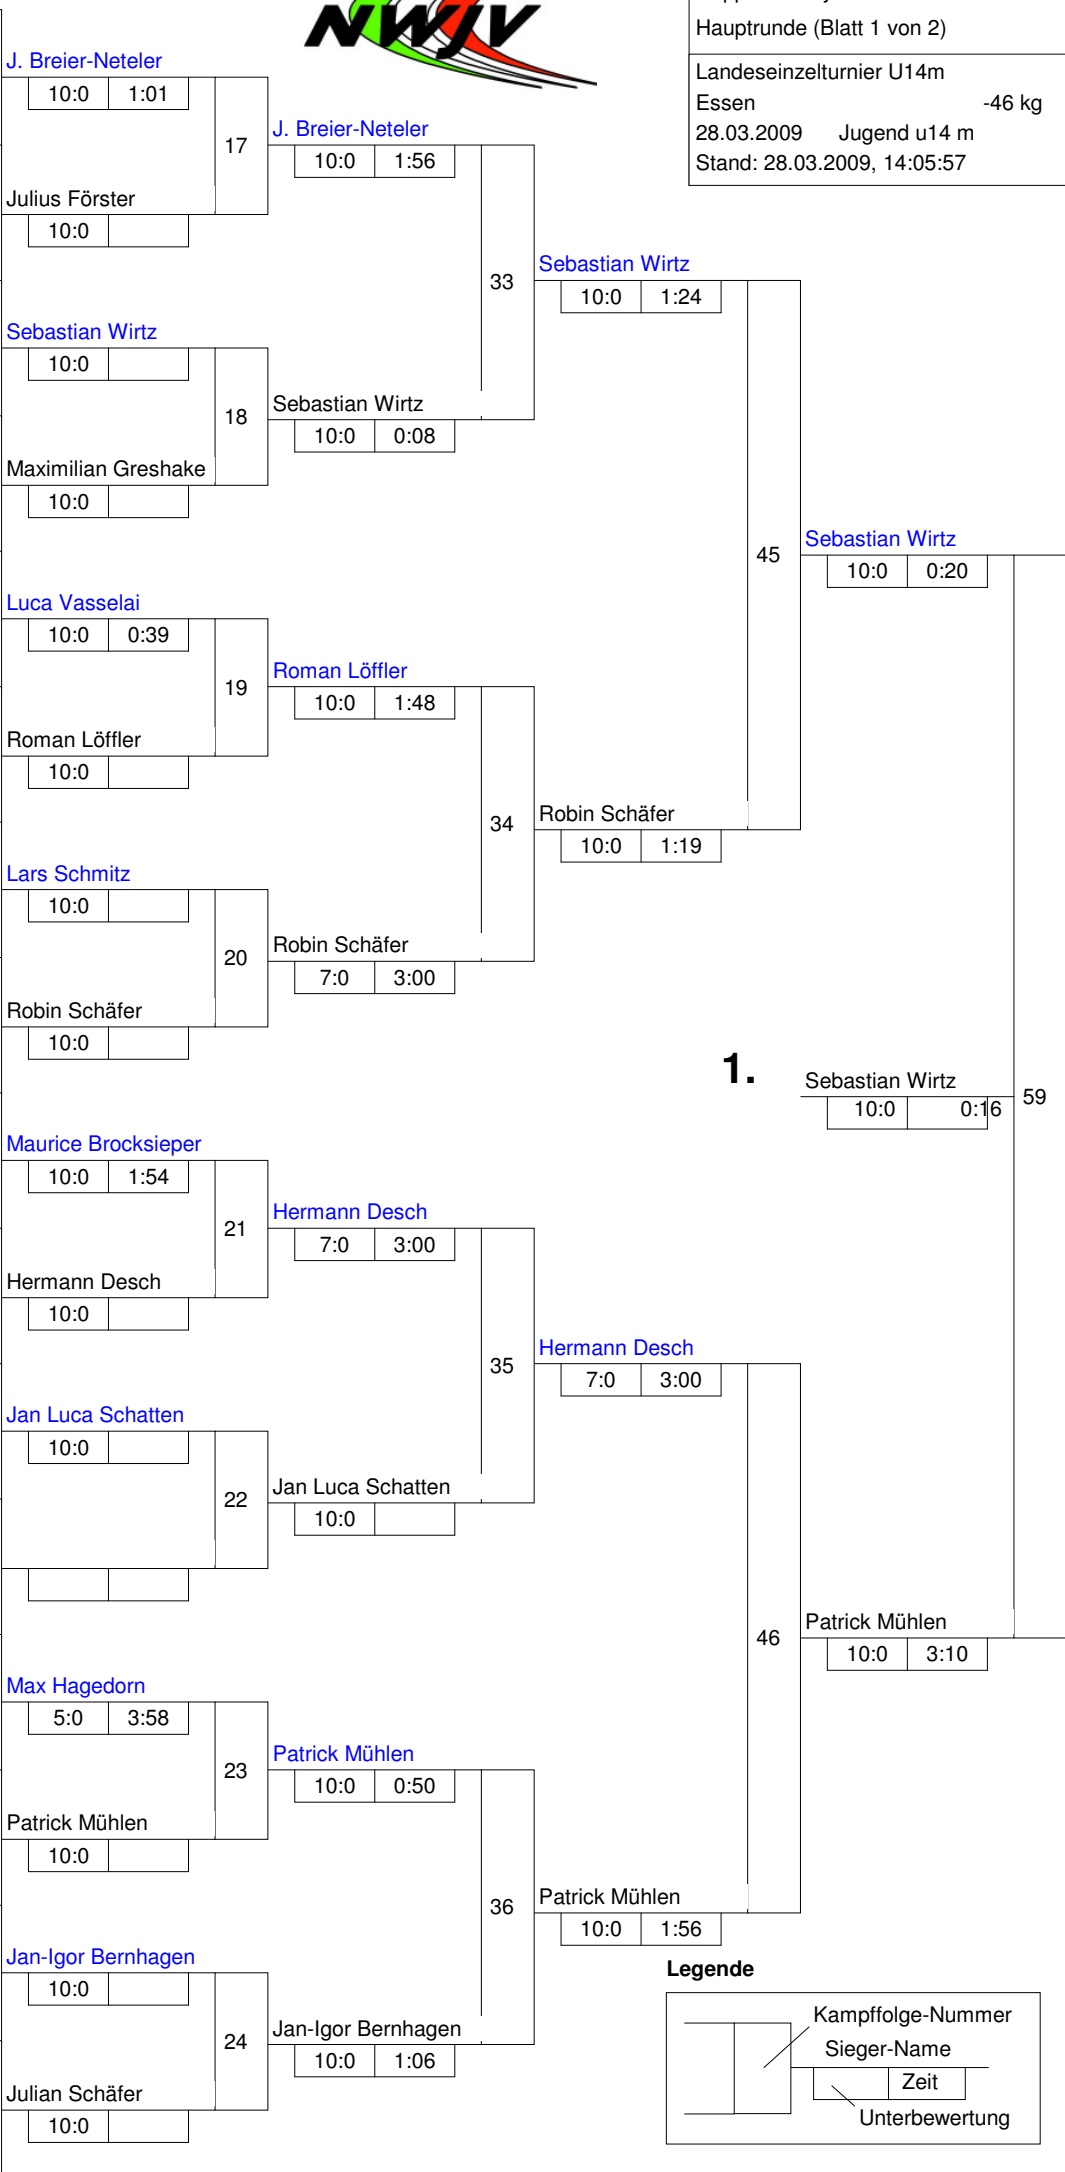 NWJV
Hauptrunde (Blatt 1 von 2)
Landeseinzelturnier U14m
Essen -46 kg
28.03.2009 Jugend u14 m
Stand: 28.03.2009, 14:05:57
J. Breier-Neteler
10:0 1:01
17
J. Breier-Neteler
10:0 1:56
Julius Förster
10:0
33
Sebastian Wirtz
10:0 1:24
Sebastian Wirtz
10:0
18
Sebastian Wirtz
10:0 0:08
Maximilian Greshake
10:0
45
Sebastian Wirtz
10:0 0:20
Luca Vasselai
10:0 0:39
19
Roman Löffler
10:0 1:48
Roman Löffler
10:0
34
Robin Schäfer
10:0 1:19
Lars Schmitz
10:0
20
Robin Schäfer
7:0 3:00
Robin Schäfer
10:0
1.
Sebastian Wirtz
10:0 0:16
59
Maurice Brocksieper
10:0 1:54
21
Hermann Desch
7:0 3:00
Hermann Desch
10:0
35
Hermann Desch
7:0 3:00
Jan Luca Schatten
10:0
22
Jan Luca Schatten
10:0
46
Patrick Mühlen
10:0 3:10
Max Hagedorn
5:0 3:58
23
Patrick Mühlen
10:0 0:50
Patrick Mühlen
10:0
36
Patrick Mühlen
10:0 1:56
Jan-Igor Bernhagen
10:0
24
Jan-Igor Bernhagen
10:0 1:06
Julian Schäfer
10:0
Legende
Kampffolge-Nummer
Sieger-Name
Zeit
Unterbewertung